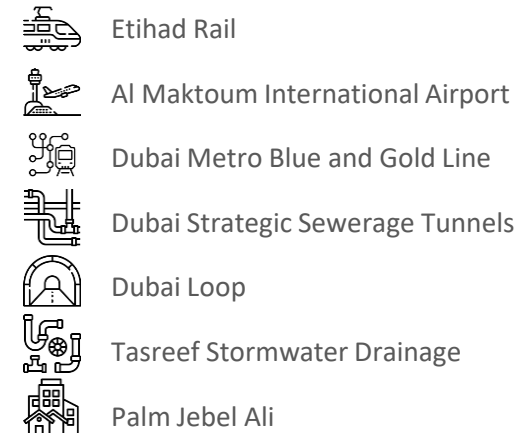 Etihad Rail
Al Maktoum International Airport
Dubai Metro Blue and Gold Line
Dubai Strategic Sewerage Tunnels
Dubai Loop
Tasreef Stormwater Drainage
Palm Jebel Ali